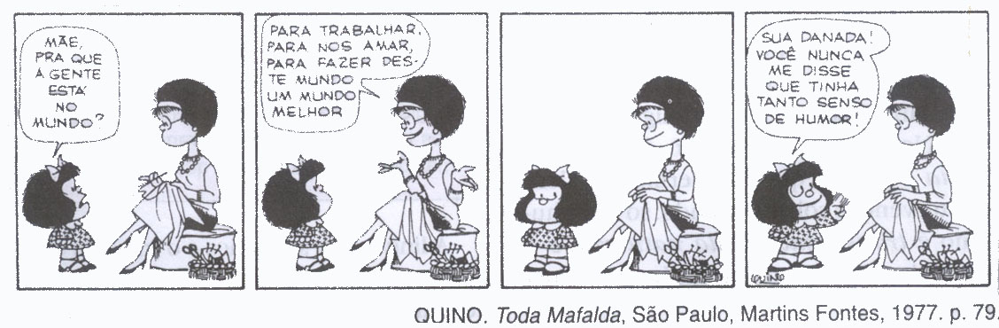 MÃE,
PRA QUE
A GENTE
ESTÁ
NO
MUNDO?
PARA TRABALHAR,
PARA NOS AMAR,
PARA FAZER DES-
TE MUNDO
UM MUNDO
MELHOR
SUA DANADA!
VOCÊ NUNCA
ME DISSE
QUE TINHA
TANTO SENSO
DE HUMOR!
QUINO
QUINO. Toda Mafalda, São Paulo, Martins Fontes, 1977. p. 79.